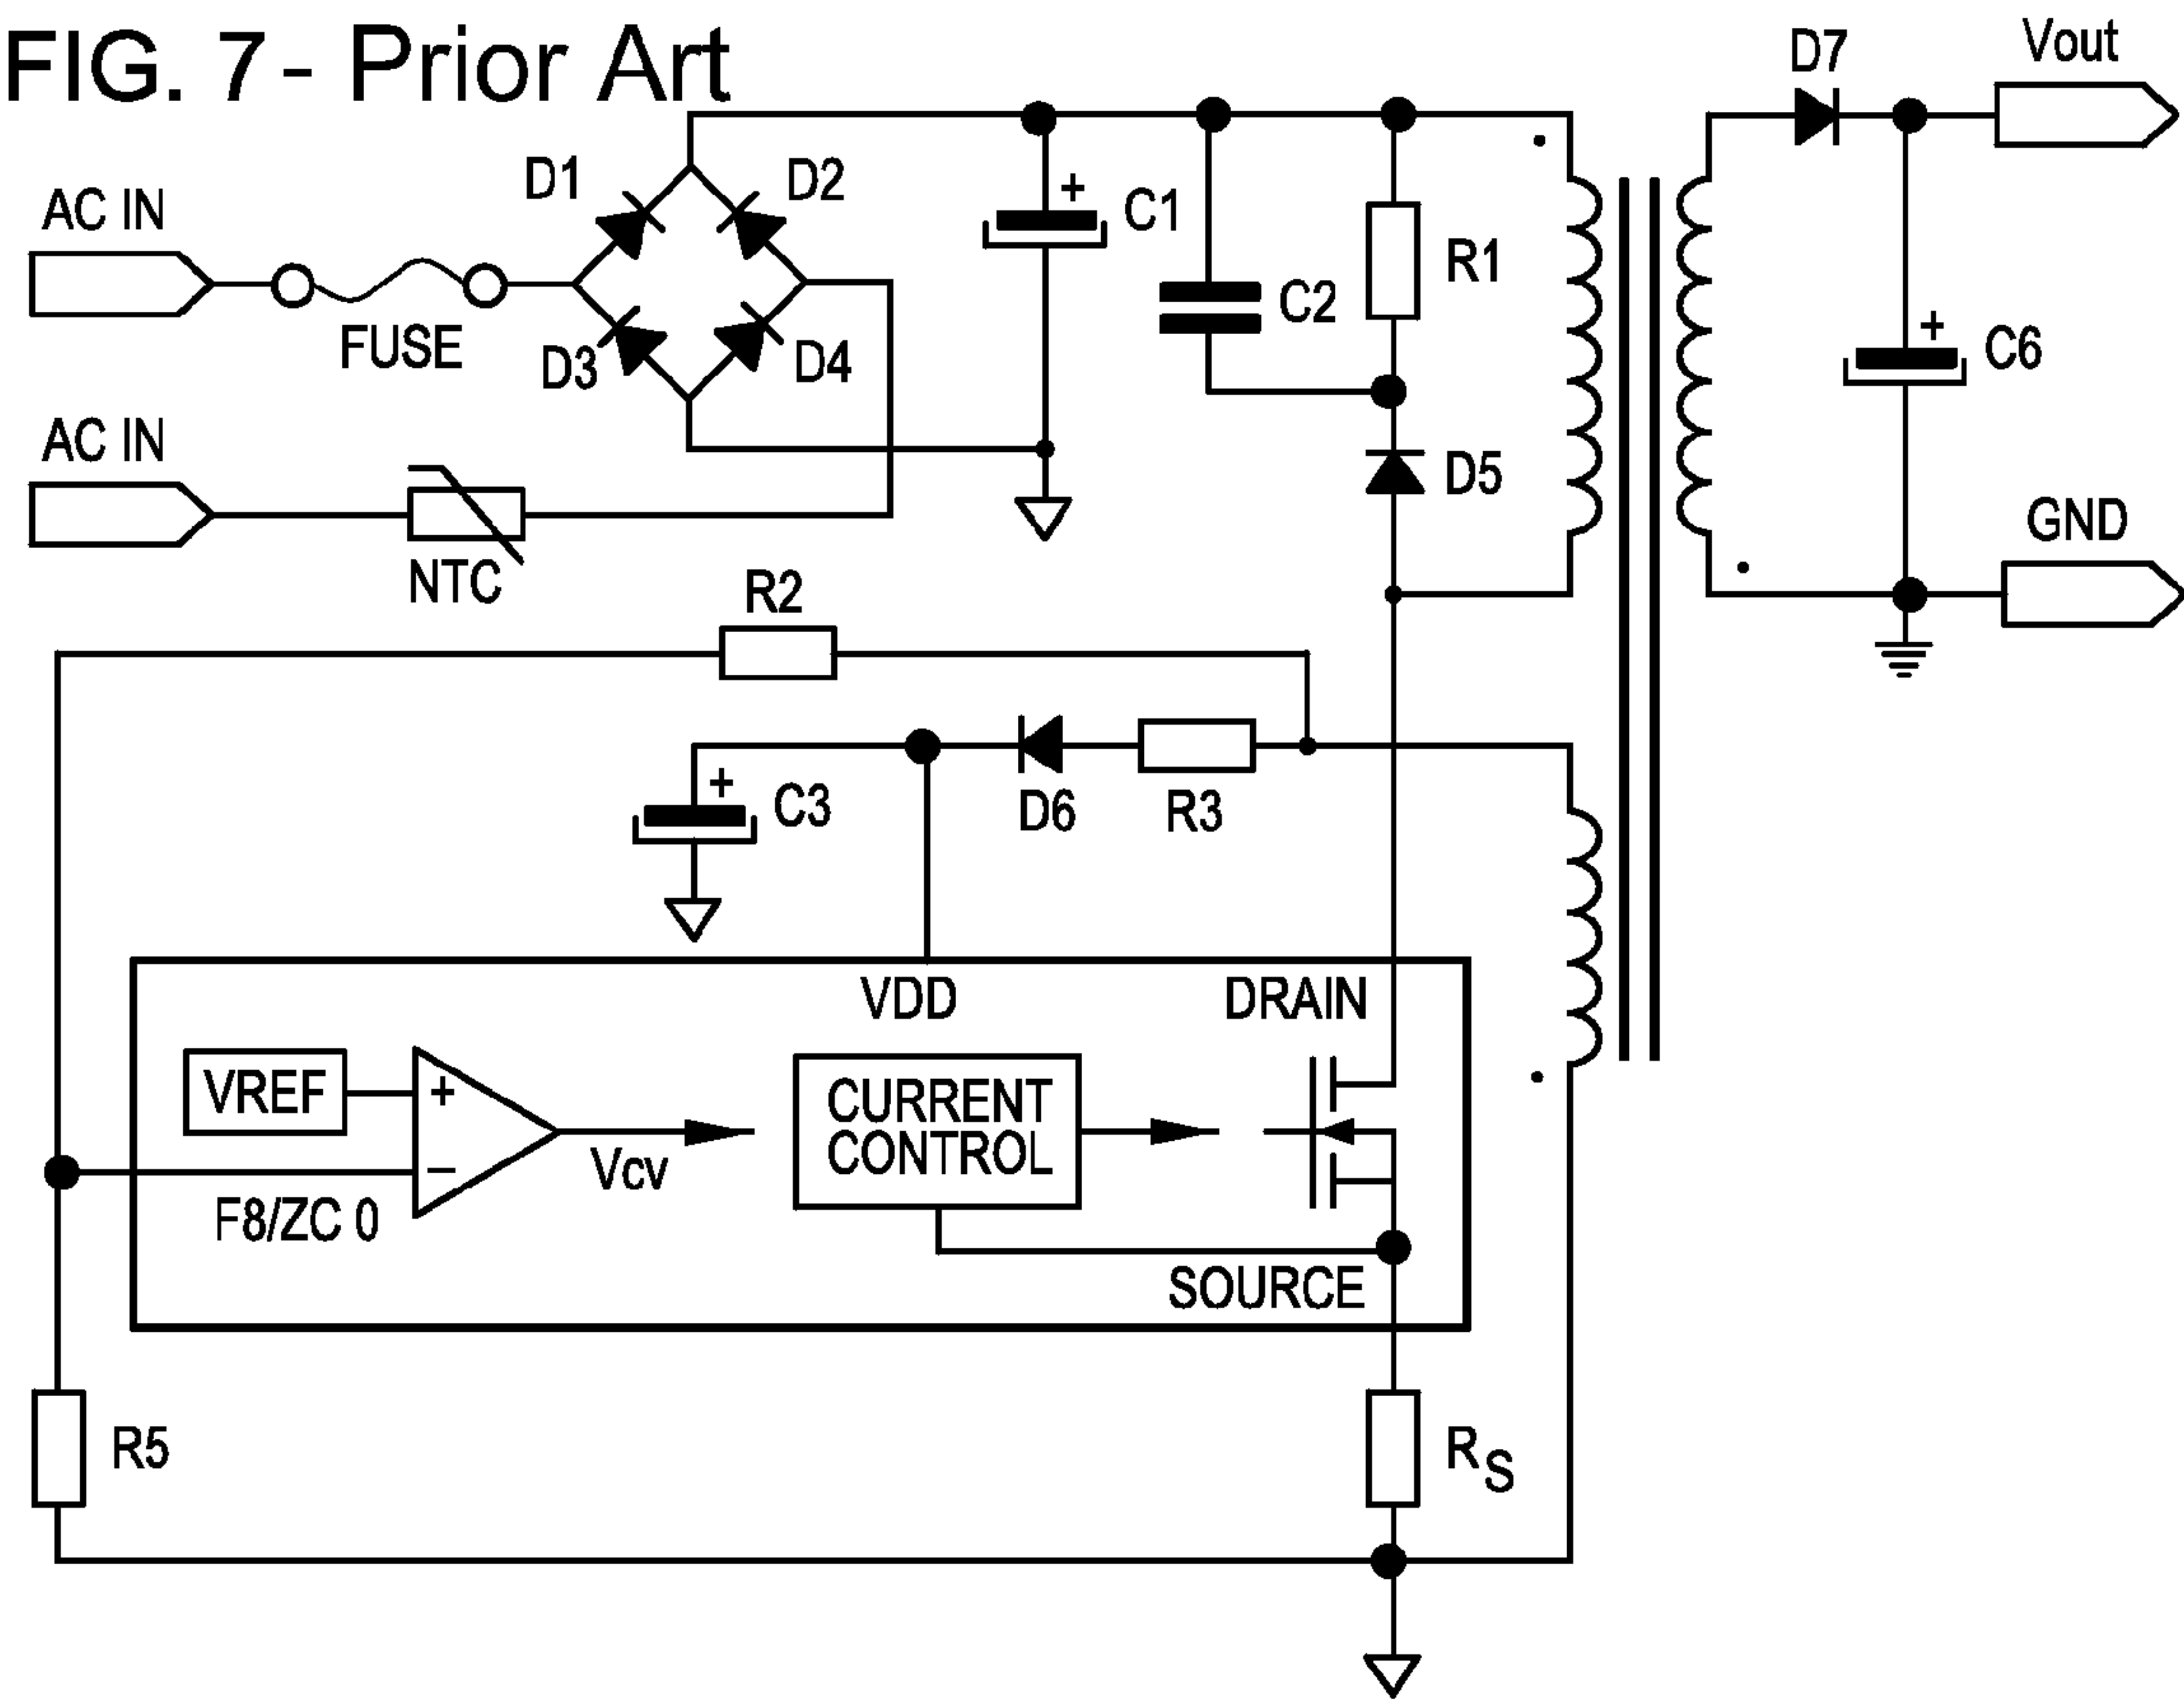 FIG. 7 - Prior Art
D7
Vout
AC IN
D1
D2
C1
R1
C2
C6
FUSE
D3
D4
AC IN
D5
GND
NTC
R2
+
+
+
C3
D6
R3
VDD
DRAIN
VREF
+
CURRENT
CONTROL
Vcv
−
F8/ZC 0
SOURCE
R5
RS